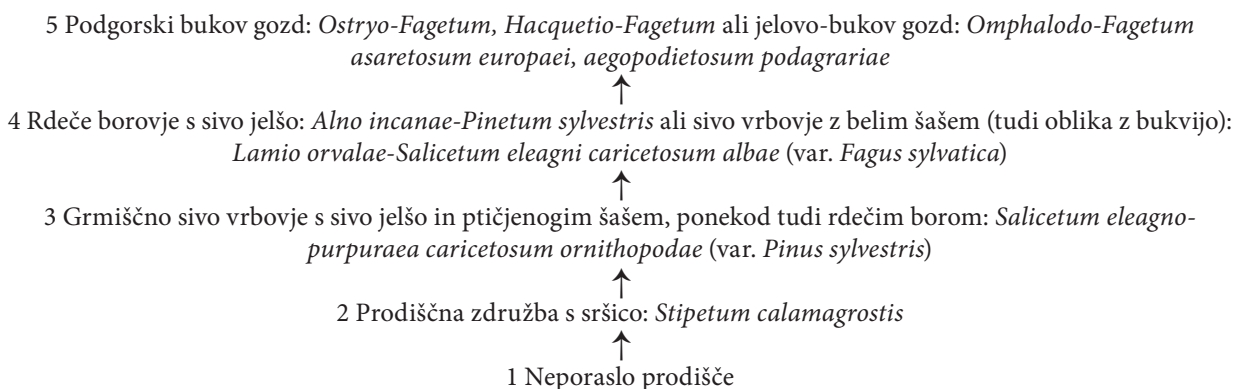 5 Podgorski bukov gozd: Ostryo-Fagetum, Hacquetio-Fagetum ali jelovo-bukov gozd: Omphalodo-Fagetum
asaretosum europaei, aegopodietosum podagrariae
↑
4 Rdeče borovje s sivo jelšo: Alno incanae-Pinetum sylvestris ali sivo vrbovje z belim šašem (tudi oblika z bukvijo):
Lamio orvalae-Salicetum eleagni caricetosum albae (var. Fagus sylvatica)
↑
3 Grmiščno sivo vrbovje s sivo jelšo in ptičjenogim šašem, ponekod tudi rdečim borom: Salicetum eleagno-
purpuraea caricetosum ornithopodae (var. Pinus sylvestris)
↑
2 Prodiščna združba s sršico: Stipetum calamagrostis
↑
1 Neporaslo prodišče